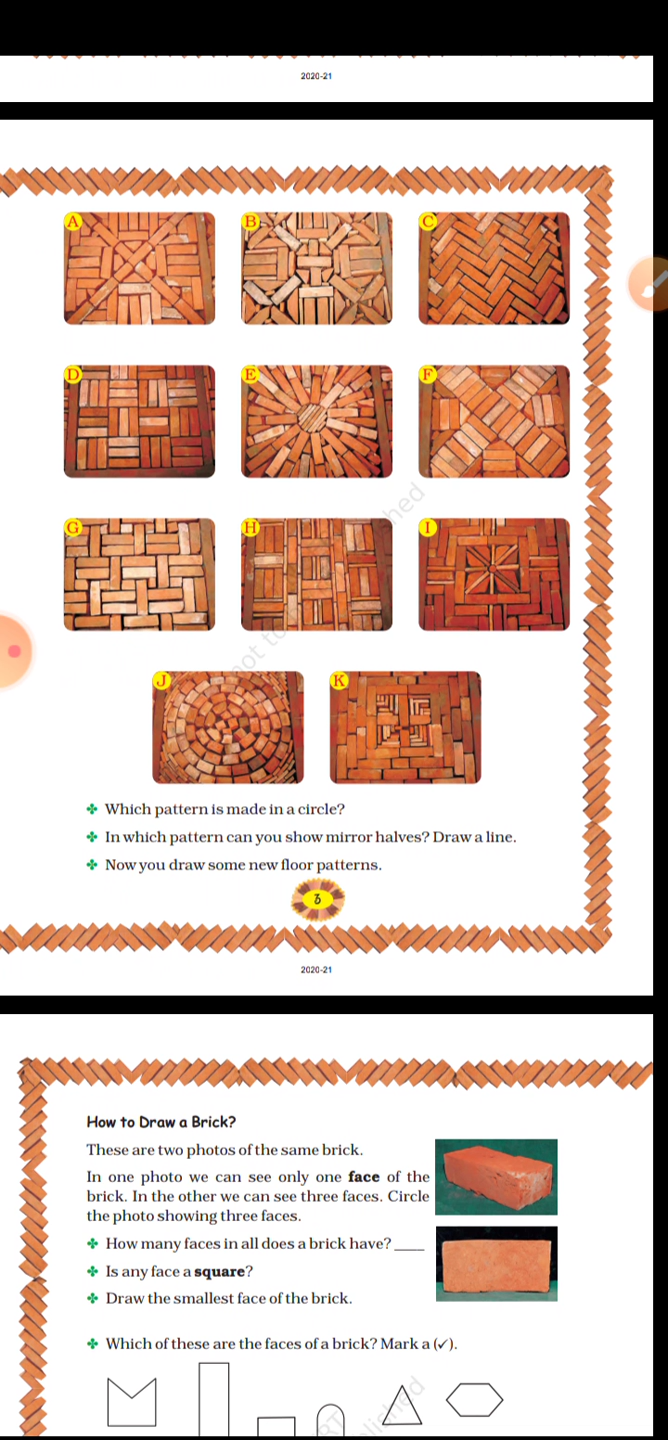 2020-21
A
B
C
D
E
F
G
H
I
J
K
Which pattern is made in a circle?
In which pattern can you show mirror halves? Draw a line.
Now you draw some new floor patterns.
3
2020-21
How to Draw a Brick?
These are two photos of the same brick.
In one photo we can see only one face of the
brick. In the other we can see three faces. Circle
the photo showing three faces.
How many faces in all does a brick have? ____
Is any face a square?
Draw the smallest face of the brick.
Which of these are the faces of a brick? Mark a (✓).